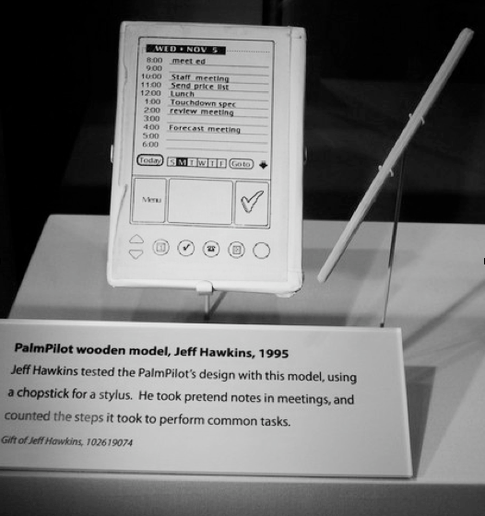 WED • NOV 5
8:00 meet ed
9:00
10:00 Staff meeting
11:00 Send price list
12:00 Lunch
1:00 Touchdown spec
2:00 review meeting
3:00
4:00 Forecast meeting
5:00
6:00
Today S M T W T F Go to
Menu
PalmPilot wooden model, Jeff Hawkins, 1995
Jeff Hawkins tested the PalmPilot's design with this model, using
a chopstick for a stylus. He took pretend notes in meetings, and
counted the steps it took to perform common tasks.
Gift of Jeff Hawkins, 102619074